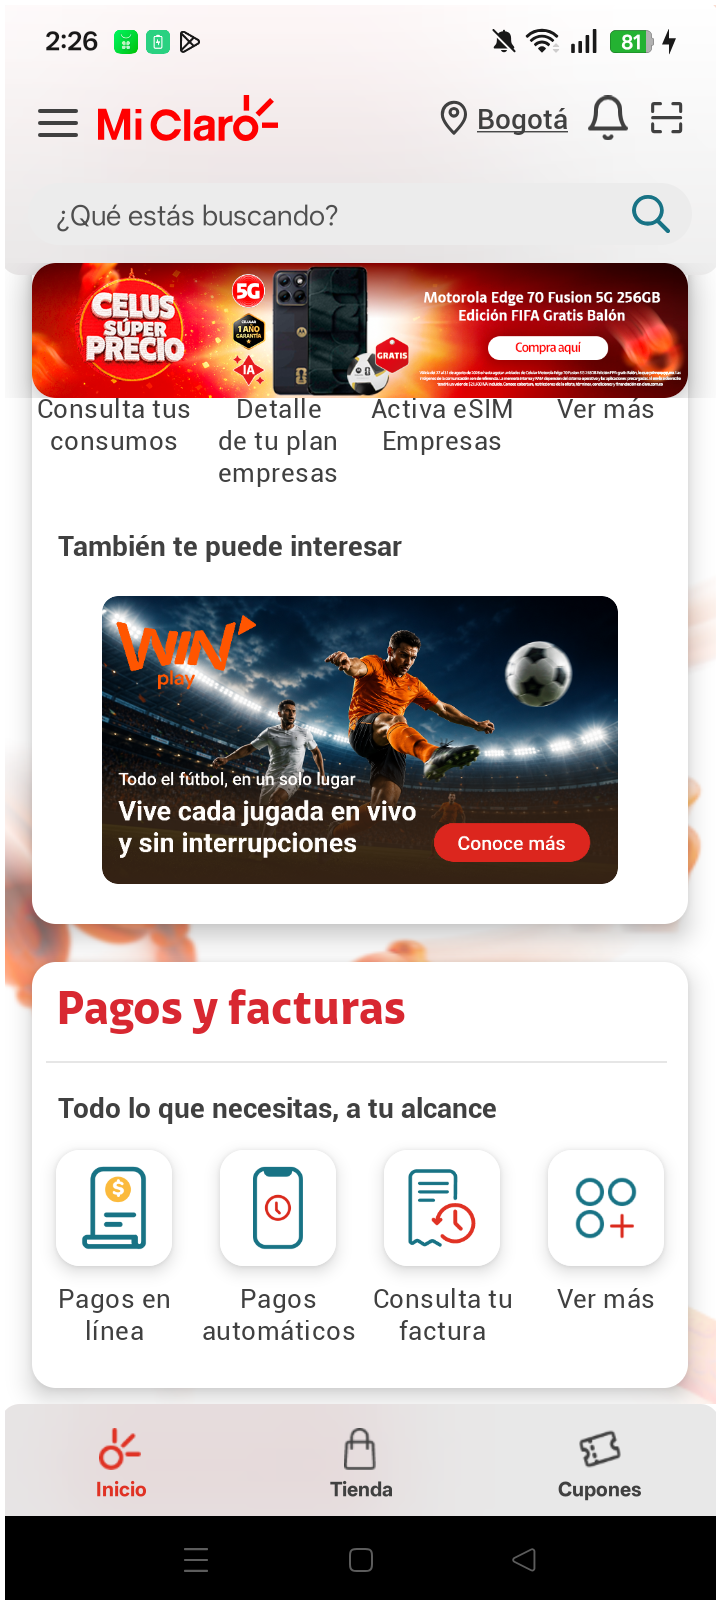 2:26
81
Mi Claro
Bogotá
¿Qué estás buscando?
CELUS
SÚPER
PRECIO
5G
1 AÑO
GARANTÍA
IA
GRATIS
Motorola Edge 70 Fusion 5G 256GB
Edición FIFA Gratis Balón
Compra aquí
Consulta tus
consumos
Detalle
de tu plan
empresas
Activa eSIM
Empresas
Ver más
También te puede interesar
WIN
play
Todo el fútbol, en un solo lugar
Vive cada jugada en vivo
y sin interrupciones
Conoce más
Pagos y facturas
Todo lo que necesitas, a tu alcance
$
Pagos en
línea
Pagos
automáticos
Consulta tu
factura
Ver más
Inicio
Tienda
Cupones